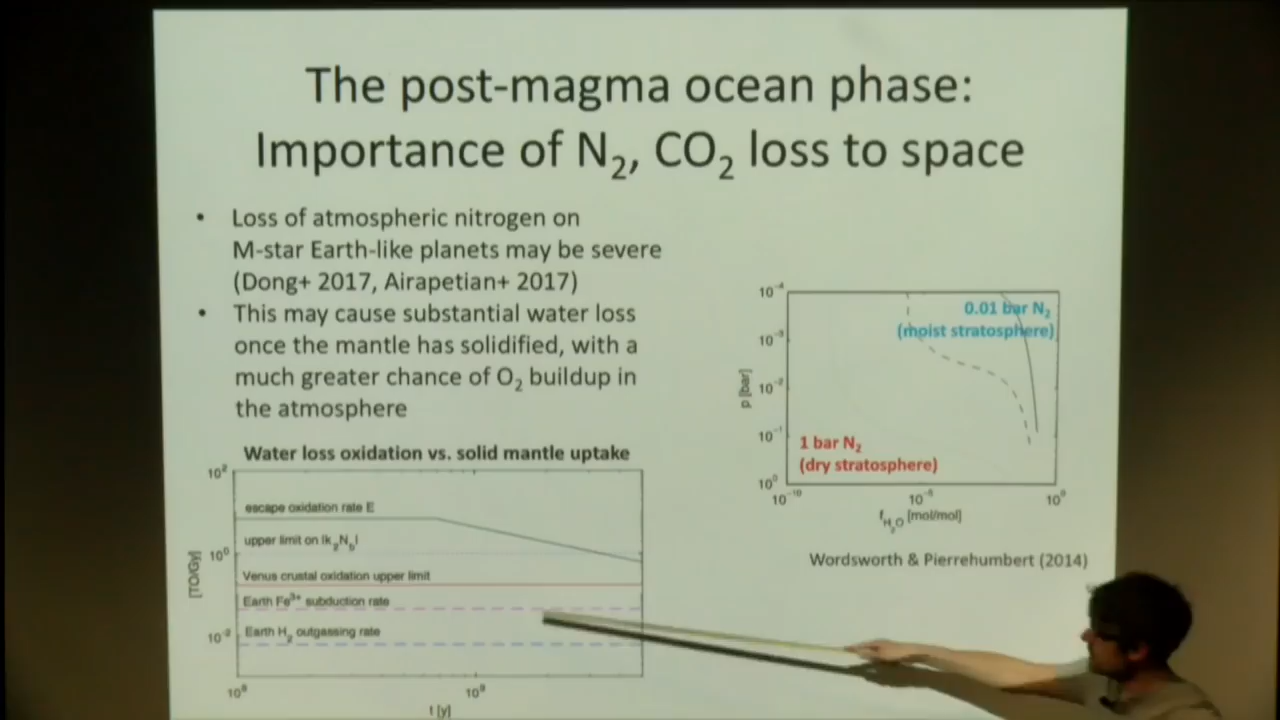 The post-magma ocean phase:
Importance of N₂, CO₂ loss to space
• Loss of atmospheric nitrogen on
M-star Earth-like planets may be severe
(Dong+ 2017, Airapetian+ 2017)
• This may cause substantial water loss
once the mantle has solidified, with a
much greater chance of O₂ buildup in
the atmosphere
Water loss oxidation vs. solid mantle uptake
10²
escape oxidation rate E
upper limit on |k₂N₅|
10⁰
[TO/Gy]
Venus crustal oxidation upper limit
Earth Fe³⁺ subduction rate
10⁻²
Earth H₂ outgassing rate
t [y]
10⁻⁴
0.01 bar N₂
(moist stratosphere)
10⁻³
p [bar]
10⁻²
10⁻¹
1 bar N₂
(dry stratosphere)
10⁰
10⁻¹⁰
10⁻⁵
10⁰
f_H₂O [mol/mol]
Wordsworth & Pierrehumbert (2014)